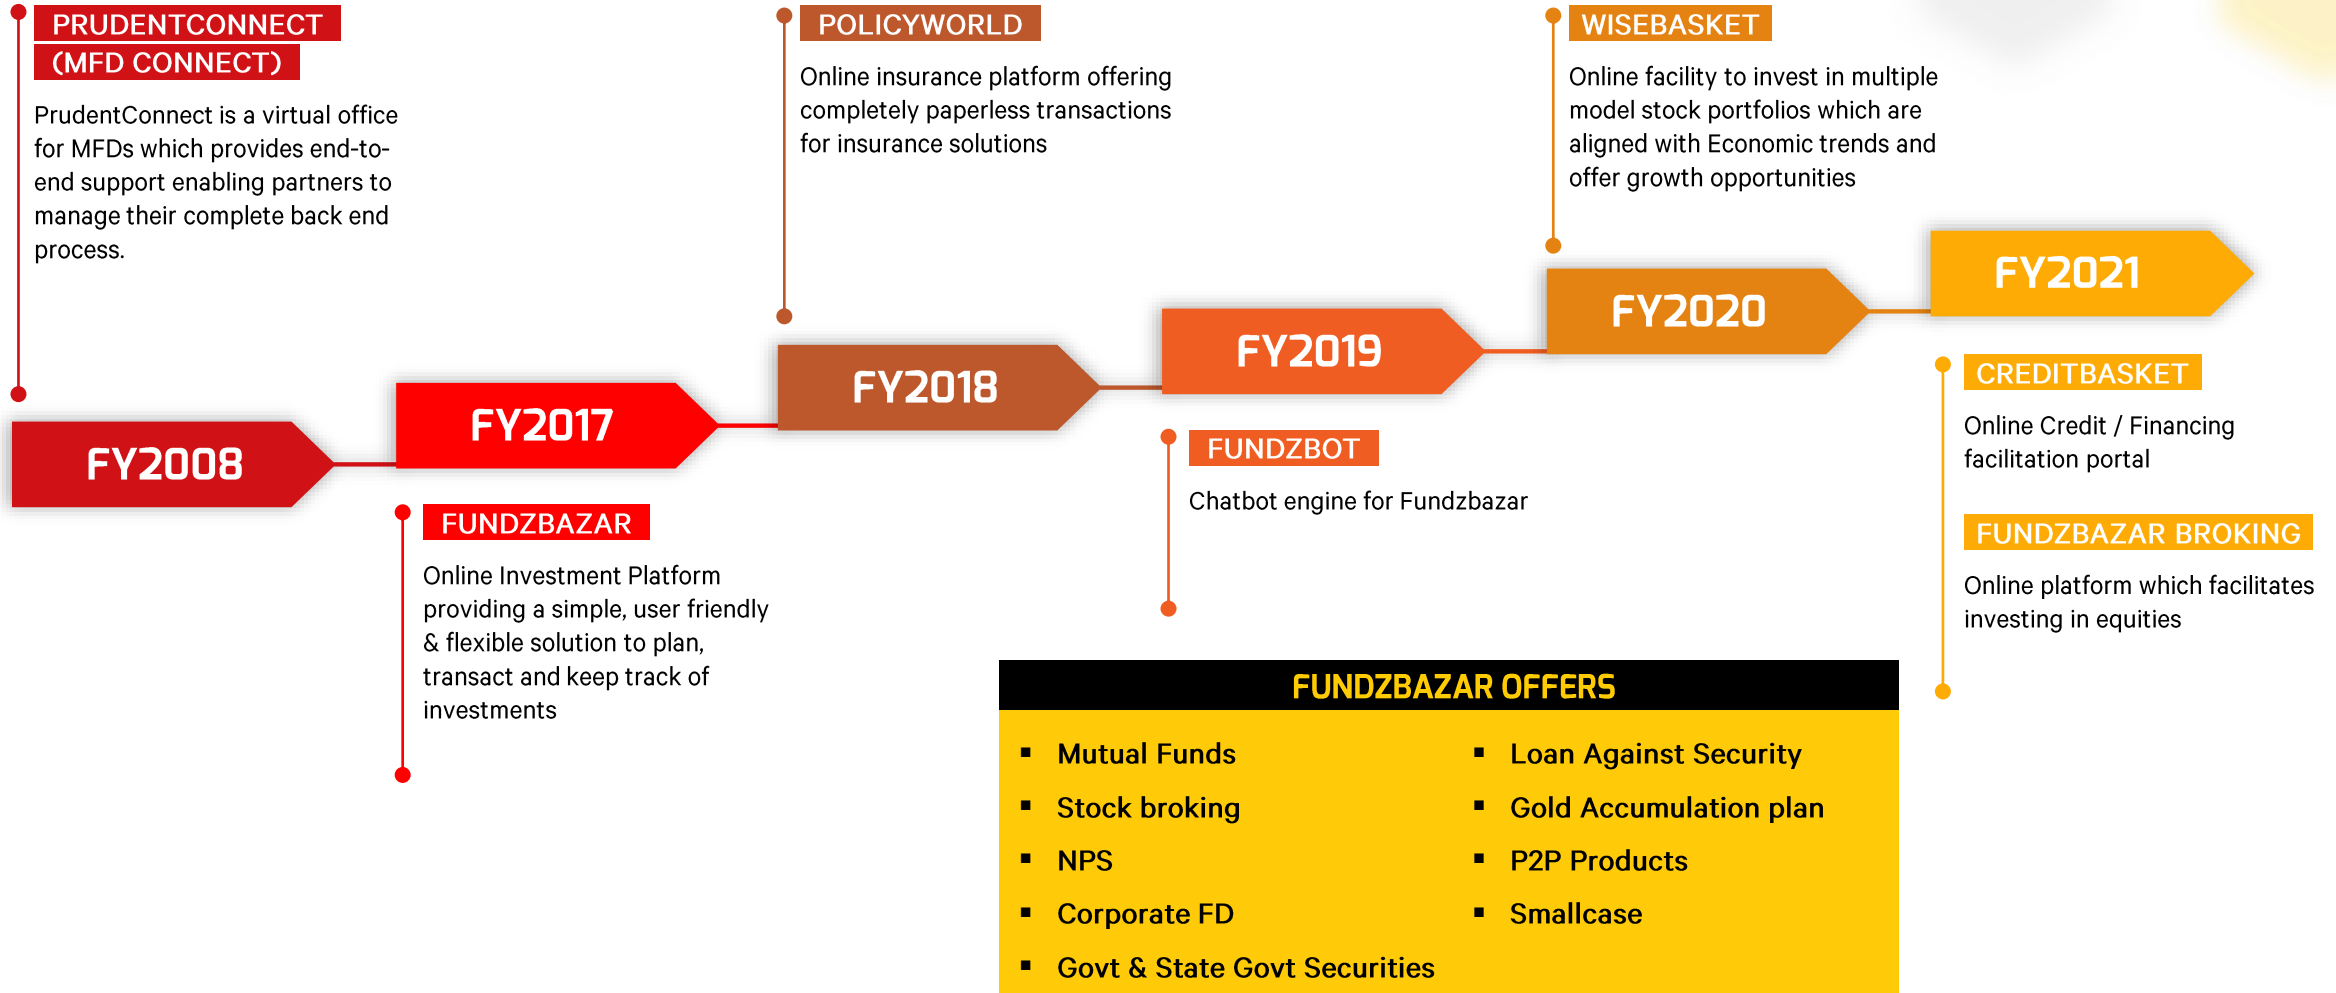 PRUDENTCONNECT
(MFD CONNECT)
PrudentConnect is a virtual office
for MFDs which provides end-to-
end support enabling partners to
manage their complete back end
process.
FY2008
FY2017
FUNDZBAZAR
Online Investment Platform
providing a simple, user friendly
& flexible solution to plan,
transact and keep track of
investments
POLICYWORLD
Online insurance platform offering
completely paperless transactions
for insurance solutions
FY2018
FY2019
FUNDZBOT
Chatbot engine for Fundzbazar
WISEBASKET
Online facility to invest in multiple
model stock portfolios which are
aligned with Economic trends and
offer growth opportunities
FY2020
FY2021
CREDITBASKET
Online Credit / Financing
facilitation portal
FUNDZBAZAR BROKING
Online platform which facilitates
investing in equities
FUNDZBAZAR OFFERS
▪ Mutual Funds
▪ Stock broking
▪ NPS
▪ Corporate FD
▪ Govt & State Govt Securities
▪ Loan Against Security
▪ Gold Accumulation plan
▪ P2P Products
▪ Smallcase